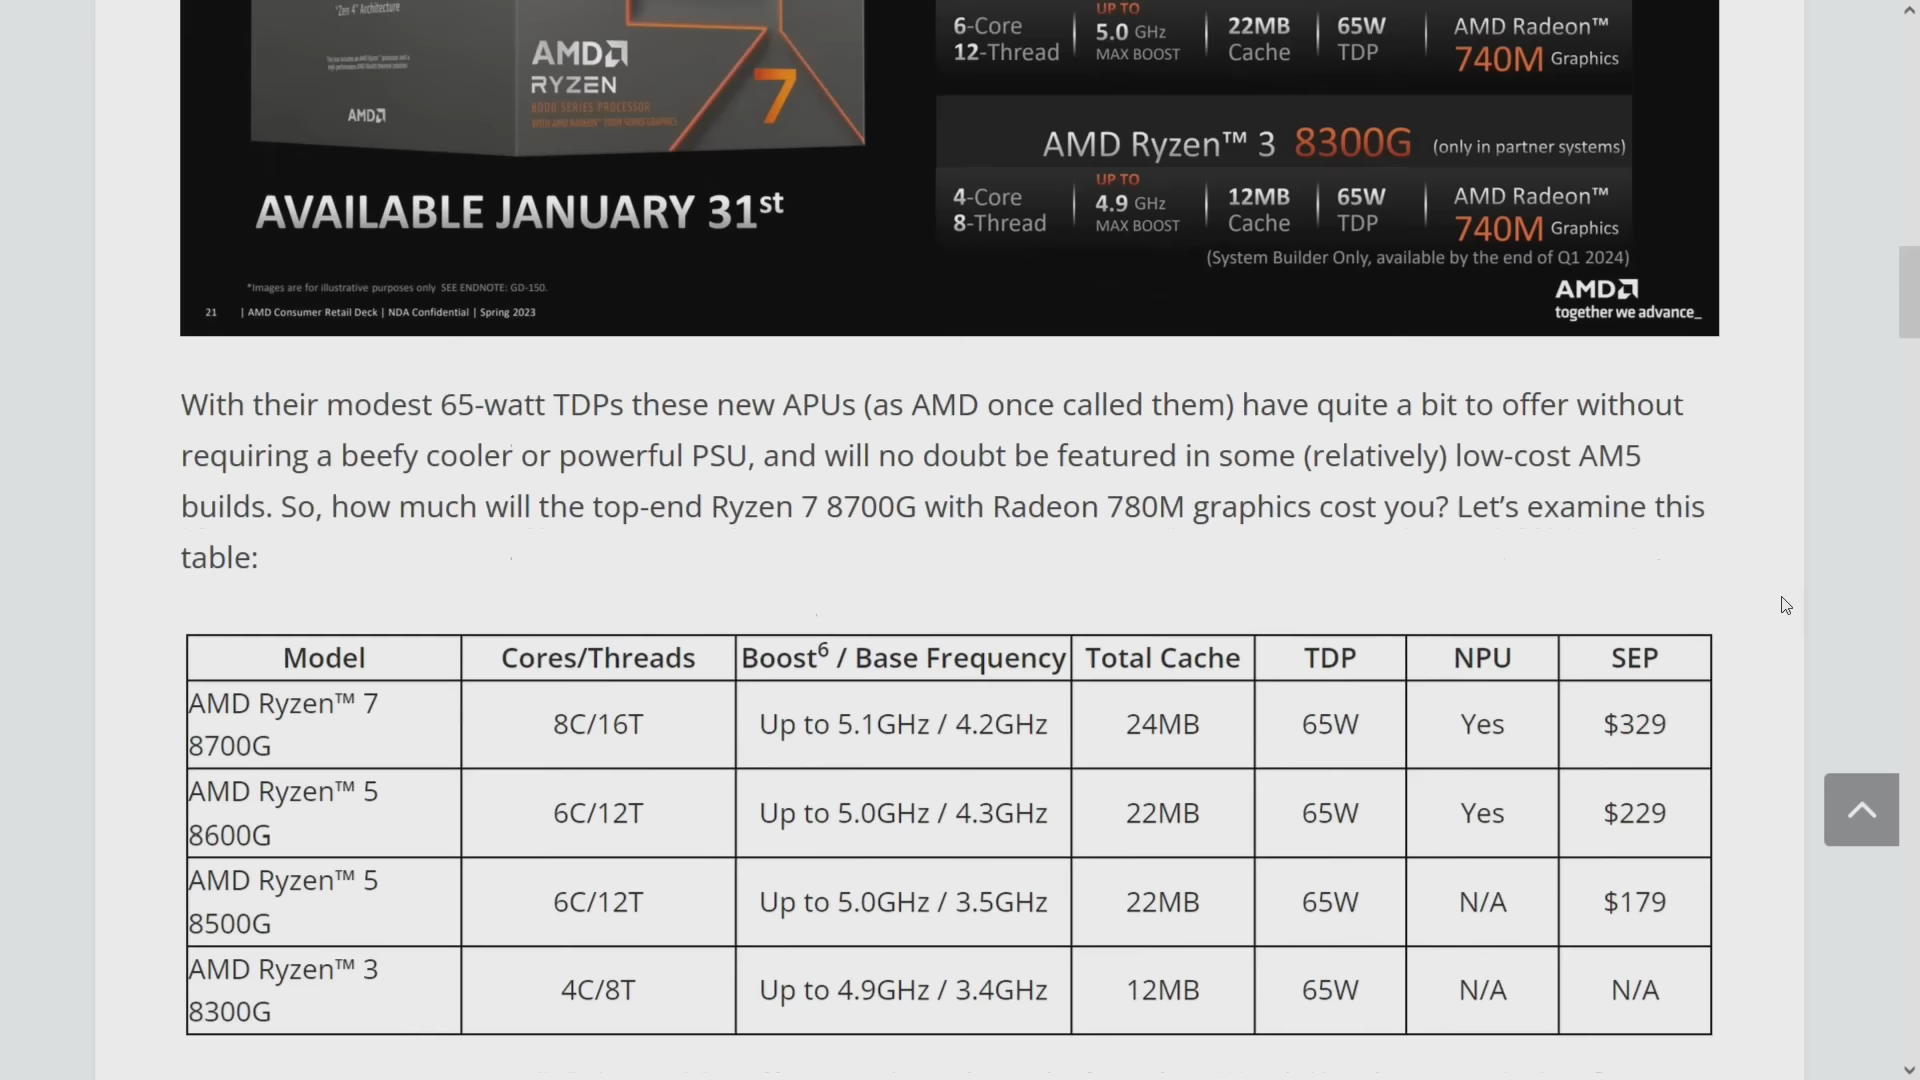 "Zen 4" Architecture
AMD
AMD
RYZEN
7
8000 SERIES PROCESSOR
AVAILABLE JANUARY 31st
*Images are for illustrative purposes only SEE ENDNOTE: GD-150.
21 | AMD Consumer Retail Deck | NDA Confidential | Spring 2023
6-Core
12-Thread
UP TO
5.0 GHz
MAX BOOST
22MB
Cache
65W
TDP
AMD Radeon™
740M Graphics
AMD Ryzen™ 3 8300G (only in partner systems)
4-Core
8-Thread
UP TO
4.9 GHz
MAX BOOST
12MB
Cache
65W
TDP
AMD Radeon™
740M Graphics
(System Builder Only, available by the end of Q1 2024)
AMD
together we advance_
With their modest 65-watt TDPs these new APUs (as AMD once called them) have quite a bit to offer without
requiring a beefy cooler or powerful PSU, and will no doubt be featured in some (relatively) low-cost AM5
builds. So, how much will the top-end Ryzen 7 8700G with Radeon 780M graphics cost you? Let’s examine this
table:
Model Cores/Threads Boost⁶ / Base Frequency Total Cache TDP NPU SEP
AMD Ryzen™ 7
8700G 8C/16T Up to 5.1GHz / 4.2GHz 24MB 65W Yes $329
AMD Ryzen™ 5
8600G 6C/12T Up to 5.0GHz / 4.3GHz 22MB 65W Yes $229
AMD Ryzen™ 5
8500G 6C/12T Up to 5.0GHz / 3.5GHz 22MB 65W N/A $179
AMD Ryzen™ 3
8300G 4C/8T Up to 4.9GHz / 3.4GHz 12MB 65W N/A N/A